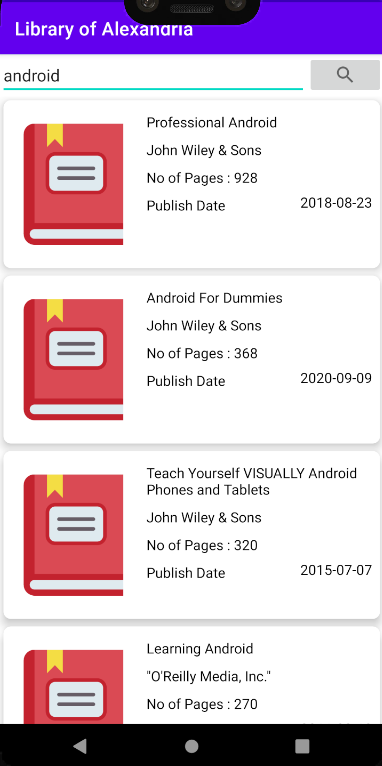 Library of Alexandria
android
Professional Android
John Wiley & Sons
No of Pages : 928
Publish Date 2018-08-23
Android For Dummies
John Wiley & Sons
No of Pages : 368
Publish Date 2020-09-09
Teach Yourself VISUALLY Android
Phones and Tablets
John Wiley & Sons
No of Pages : 320
Publish Date 2015-07-07
Learning Android
"O'Reilly Media, Inc."
No of Pages : 270